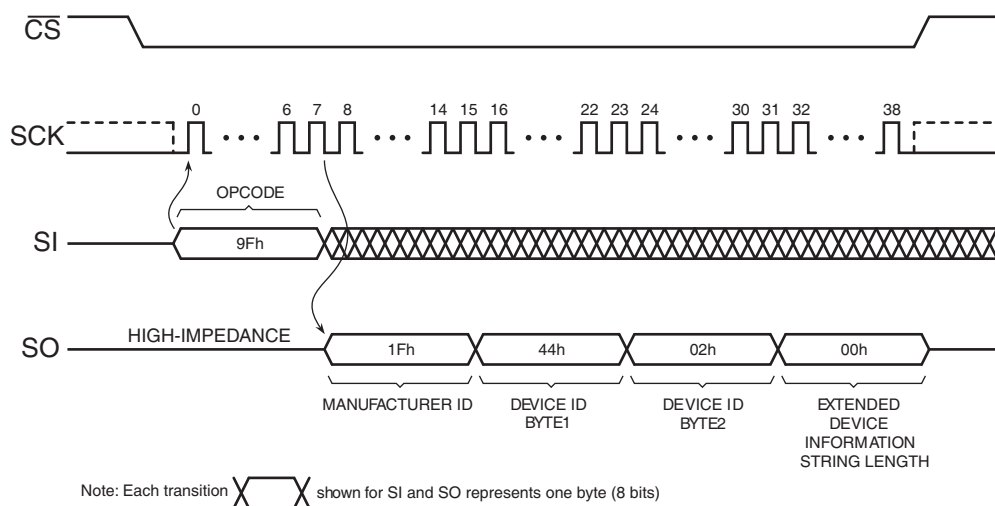 CS
SCK
0 6 7 8 14 15 16 22 23 24 30 31 32 38
OPCODE
SI
9Fh
SO
HIGH-IMPEDANCE
1Fh 44h 02h 00h
MANUFACTURER ID
DEVICE ID
BYTE1
DEVICE ID
BYTE2
EXTENDED
DEVICE
INFORMATION
STRING LENGTH
Note: Each transition shown for SI and SO represents one byte (8 bits)